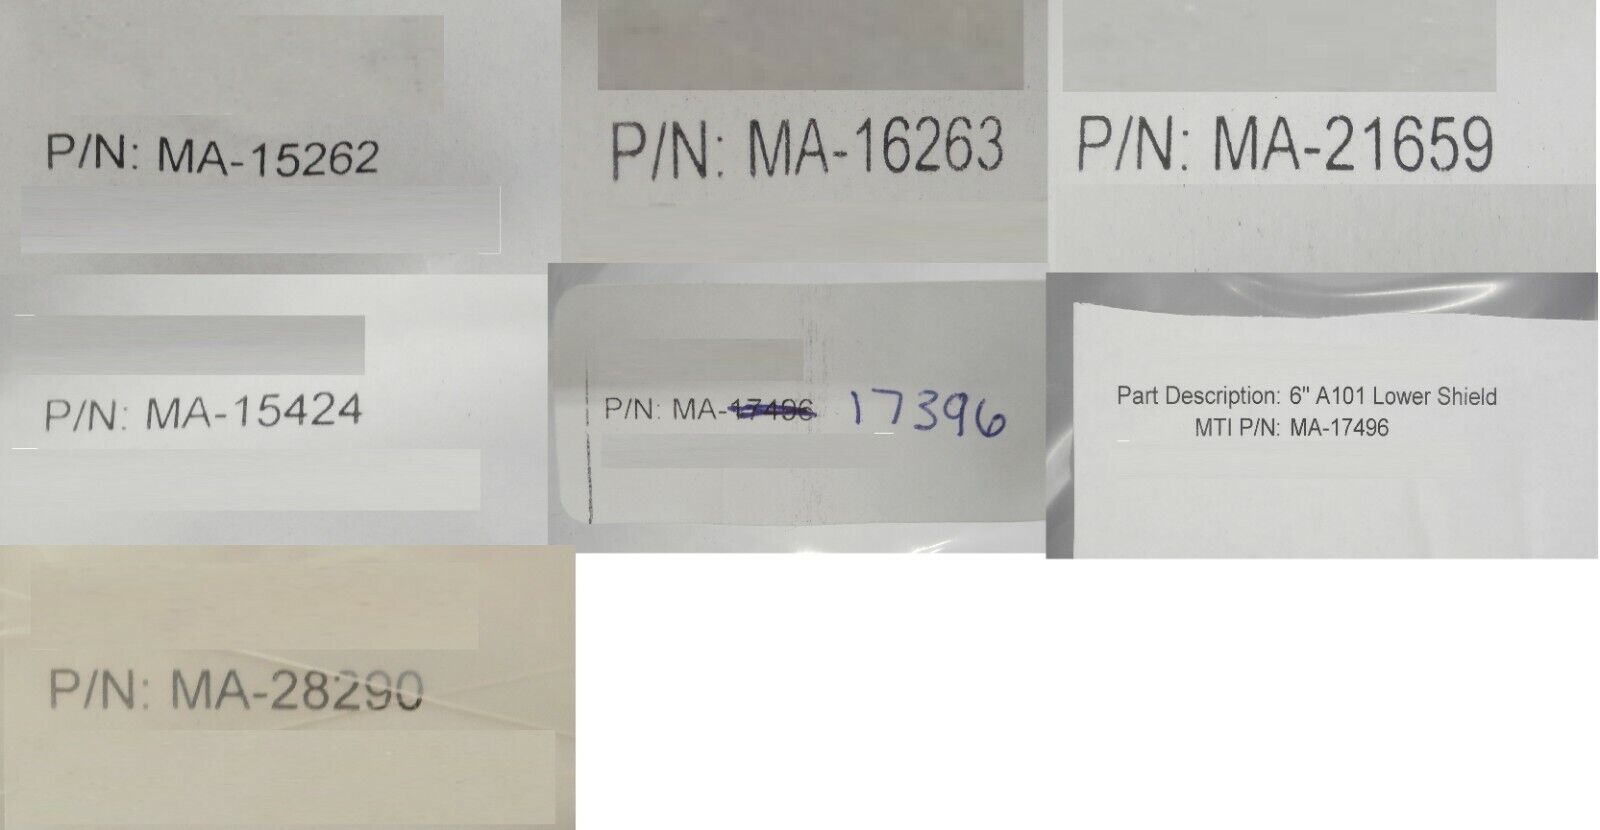 P/N: MA-15262
P/N: MA-16263
P/N: MA-21659
P/N: MA-15424
P/N: MA-17496 17396
Part Description: 6" A101 Lower Shield
MTI P/N: MA-17496
P/N: MA-28290